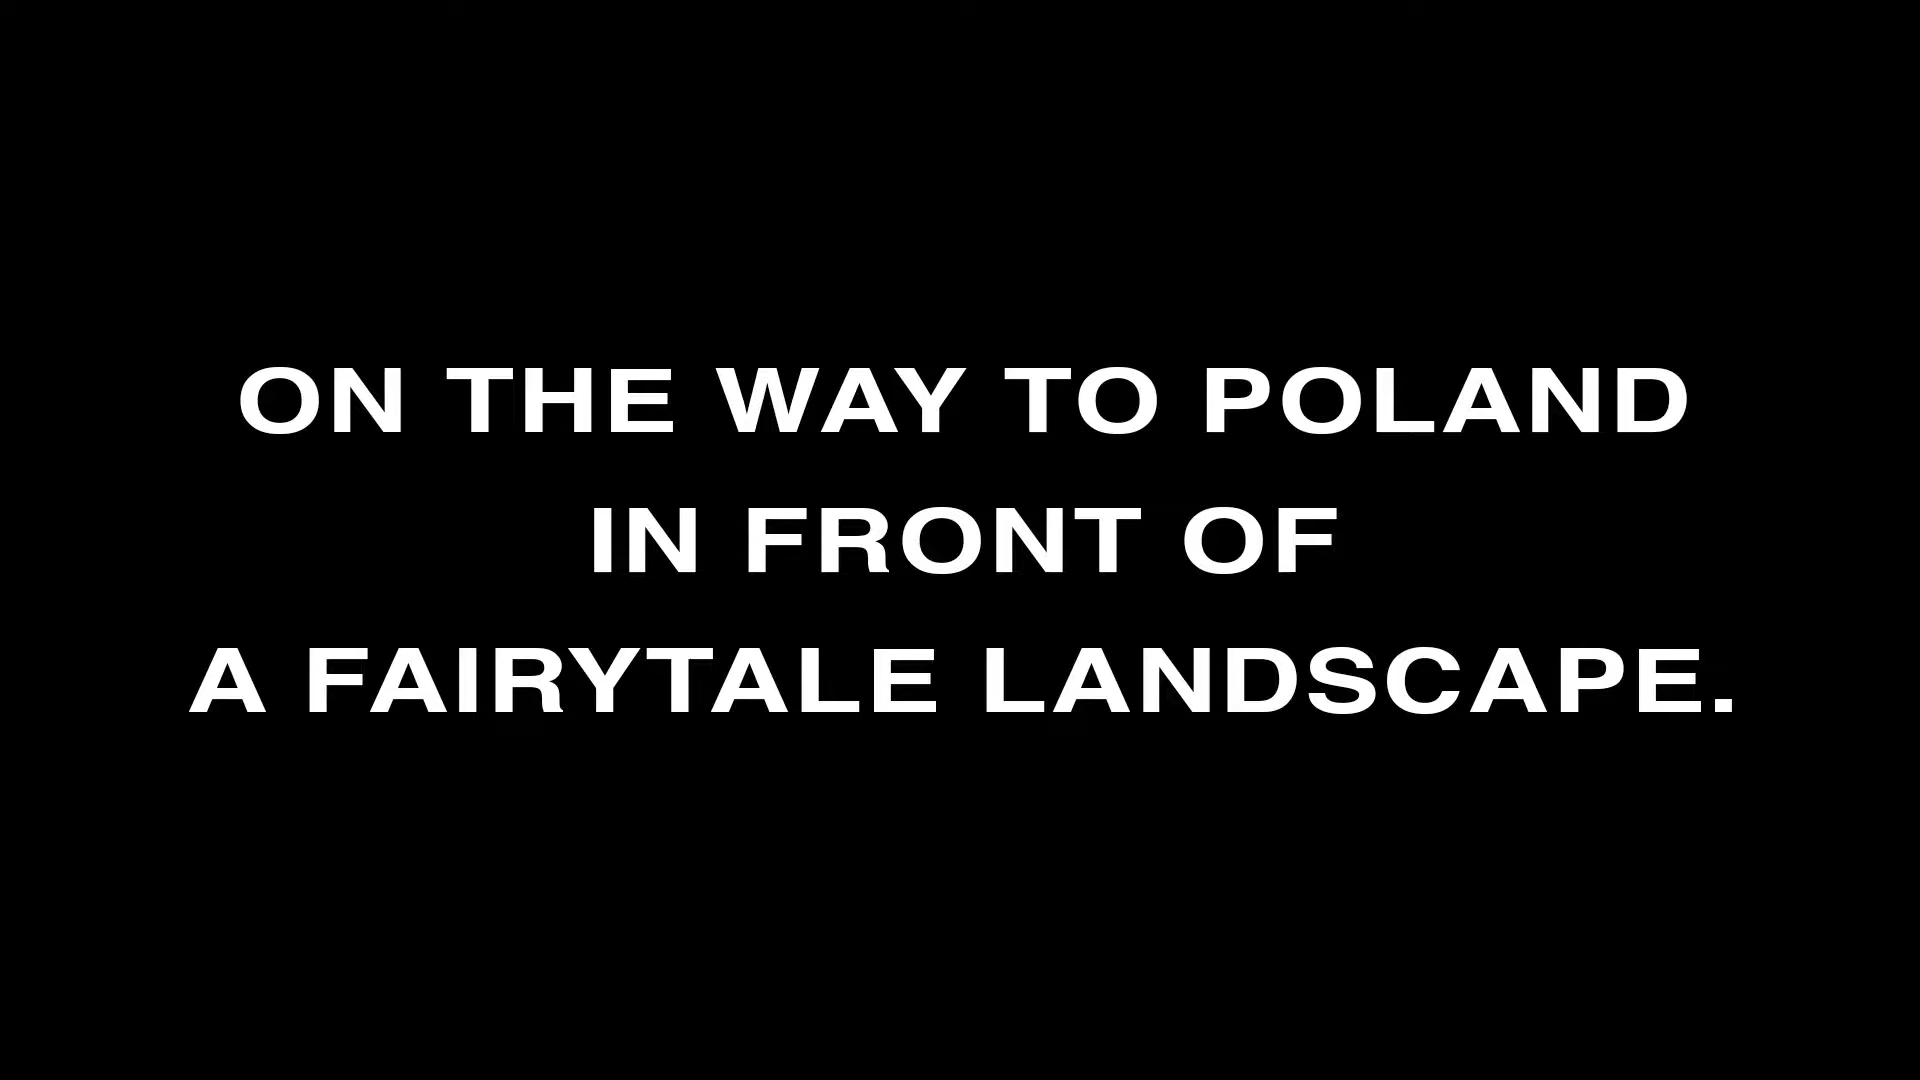 ON THE WAY TO POLAND
IN FRONT OF
A FAIRYTALE LANDSCAPE.